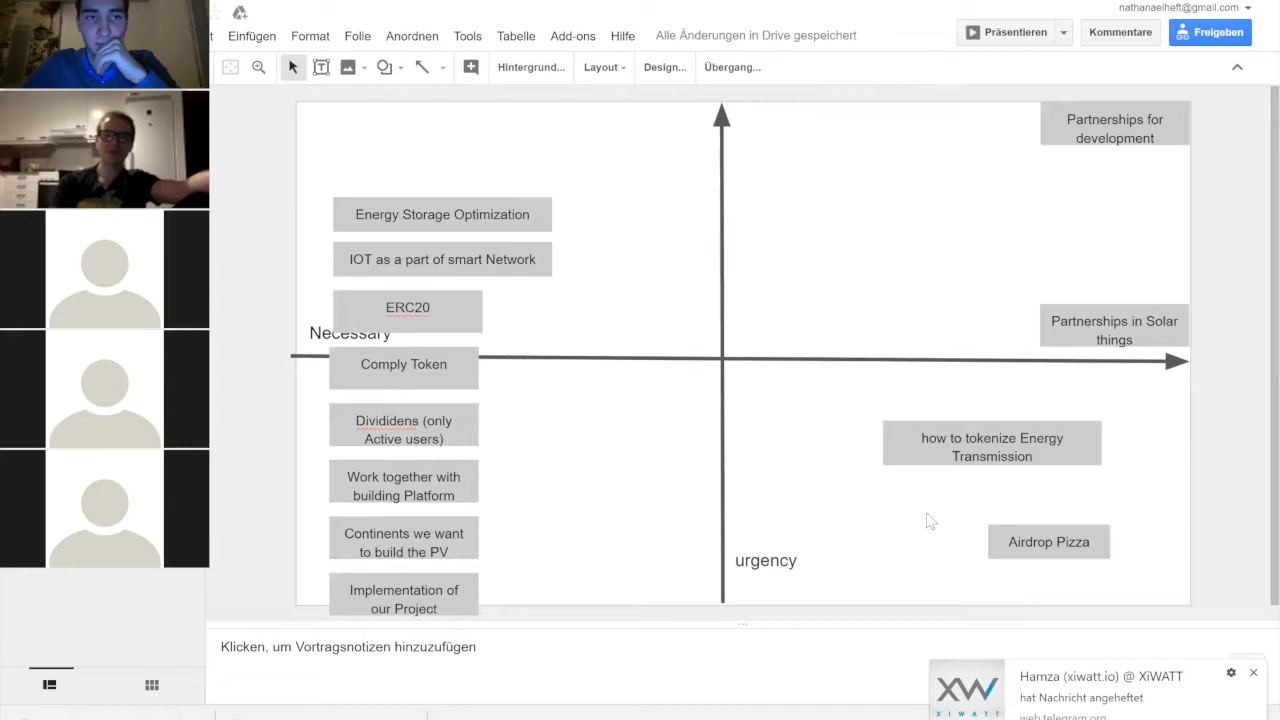 nathanaelheft@gmail.com
t Einfügen Format Folie Anordnen Tools Tabelle Add-ons Hilfe Alle Änderungen in Drive gespeichert
Präsentieren Kommentare Freigeben
Hintergrund... Layout Design... Übergang...
Partnerships for
development
Energy Storage Optimization
IOT as a part of smart Network
ERC20
Necessary
Partnerships in Solar
things
Comply Token
Divididens (only
Active users)
how to tokenize Energy
Transmission
Work together with
building Platform
Continents we want
to build the PV
Airdrop Pizza
urgency
Implementation of
our Project
Klicken, um Vortragsnotizen hinzuzufügen
XW
XIWATT
Hamza (xiwatt.io) @ XiWATT
hat Nachricht angeheftet
web.telegram.org